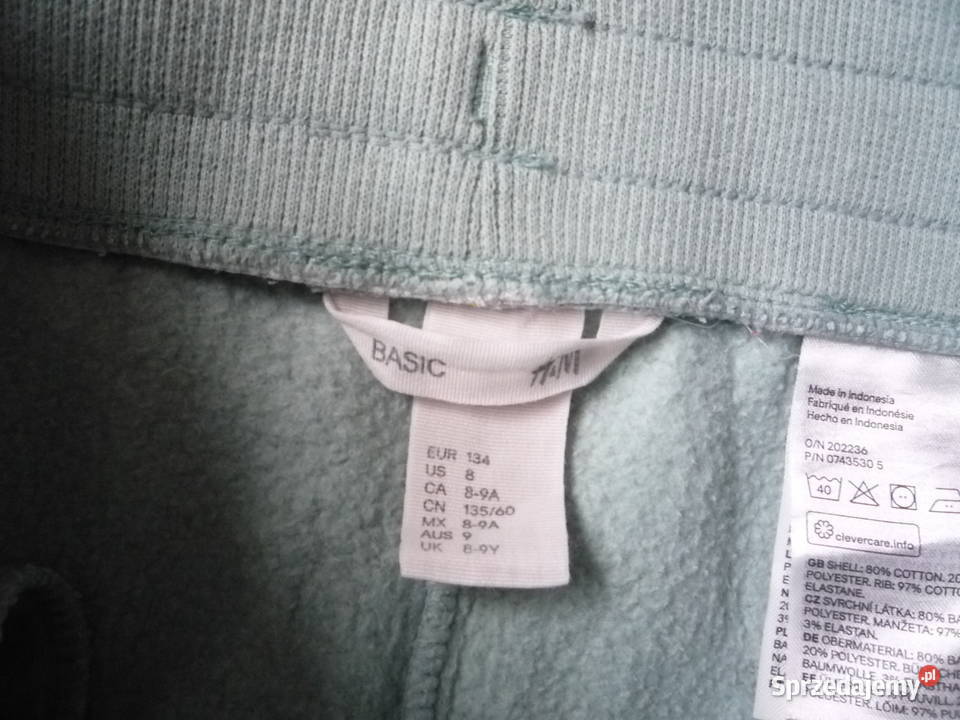 BASIC
H&M
EUR 134
US 8
CA 8-9A
CN 135/60
MX 8-9A
AUS 9
UK 8-9Y
Made in Indonesia
Fabriqué en Indonésie
Hecho en Indonesia
O/N 202236
P/N 0743530 5
40
clevercare.info
GB SHELL: 80% COTTON. 20
POLYESTER. RIB: 97% COTTO
ELASTANE.
CZ SVRCHNÍ LÁTKA: 80% BA
POLYESTER. MANŽETA: 97%
3% ELASTAN.
DE OBERMATERIAL: 80% BA
20% POLYESTER.
BAUMWOLLE 3%
Sprzedajemy.pl
97% PU